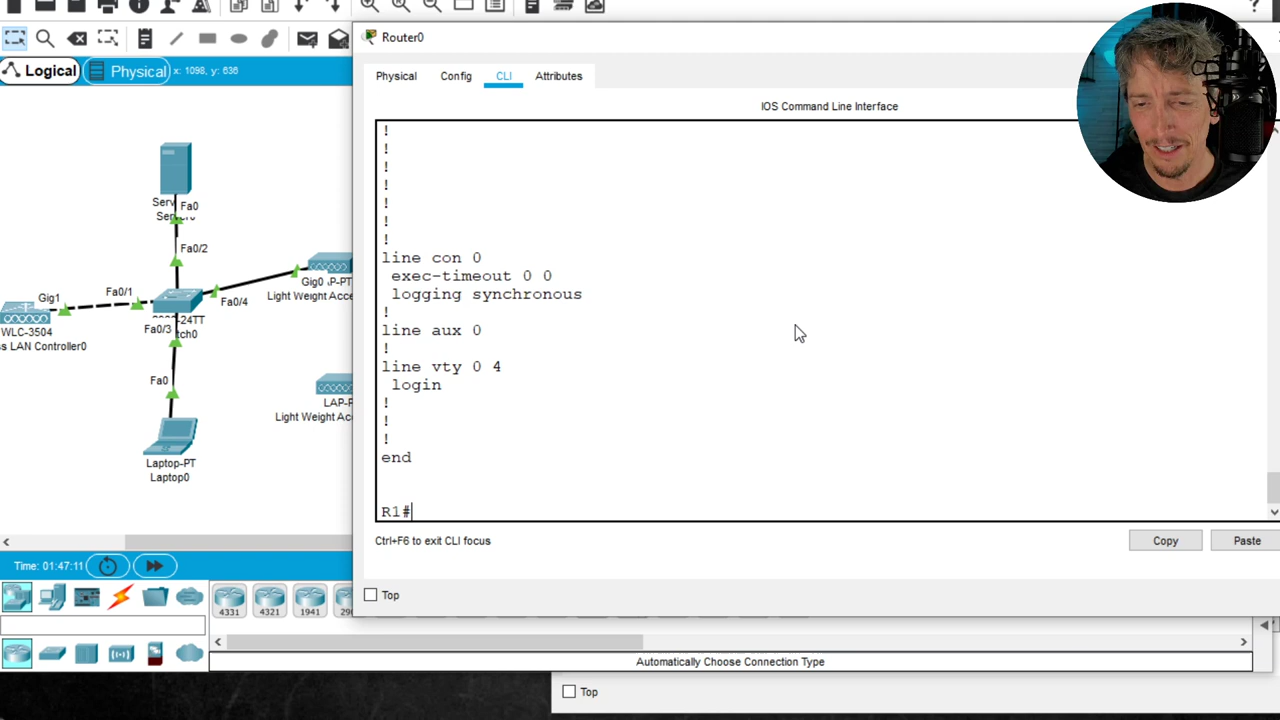 Router0
Logical
Physical
x: 1098, y: 636
Physical
Config
CLI
Attributes
IOS Command Line Interface
!
!
!
!
!
!
!
line con 0
exec-timeout 0 0
logging synchronous
!
line aux 0
!
line vty 0 4
login
!
!
!
end
R1#
Fa0
Fa0/2
Gig0
Light Weight Acce
Gig1
Fa0/1
Fa0/4
WLC-3504
LAN Controller0
Fa0/3
Fa0
Light Weight Acc
Laptop-PT
Laptop0
Ctrl+F6 to exit CLI focus
Copy
Paste
Time: 01:47:11
Top
4331
4321
1941
Automatically Choose Connection Type
Top